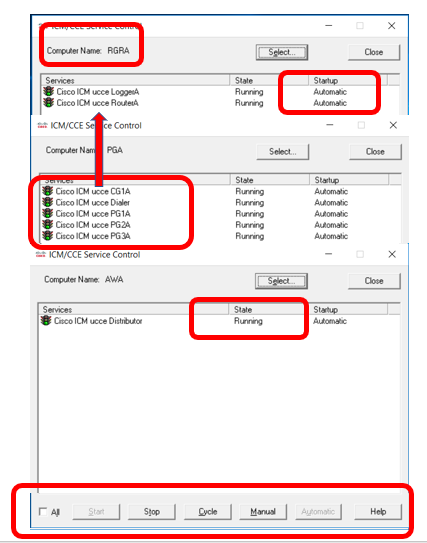 ICM/CCE Service Control
Computer Name: RGRA
Select...
Close
Services State Startup
Cisco ICM ucce LoggerA Running Automatic
Cisco ICM ucce RouterA Running Automatic
ICM/CCE Service Control
Computer Name: PGA
Select...
Close
Services State Startup
Cisco ICM ucce CG1A Running Automatic
Cisco ICM ucce Dialer Running Automatic
Cisco ICM ucce PG1A Running Automatic
Cisco ICM ucce PG2A Running Automatic
Cisco ICM ucce PG3A Running Automatic
ICM/CCE Service Control
Computer Name: AWA
Select...
Close
Services State Startup
Cisco ICM ucce Distributor Running Automatic
All Start Stop Cycle Manual Automatic Help